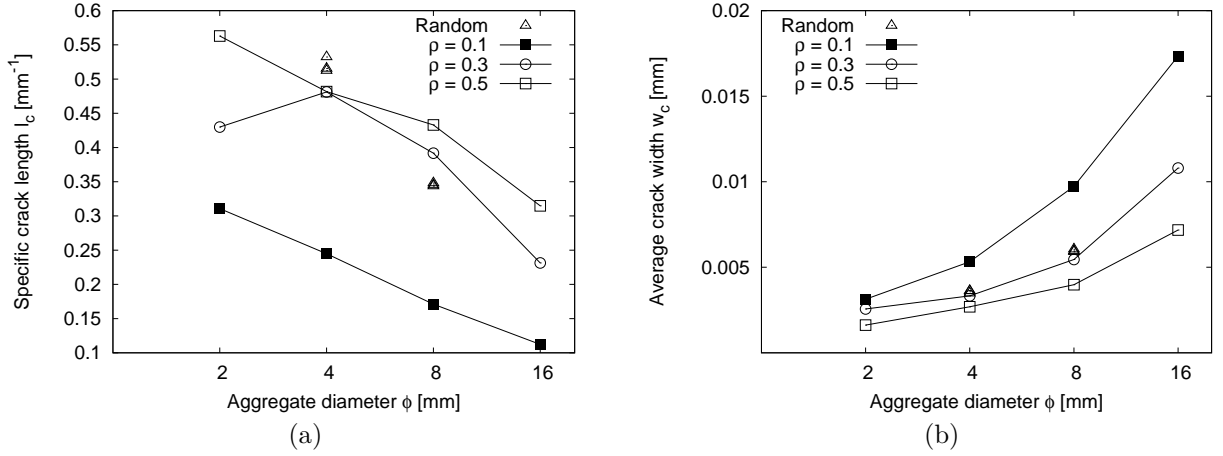 Random
ρ = 0.1
ρ = 0.3
ρ = 0.5
0.6
0.55
0.5
0.45
0.4
0.35
0.3
0.25
0.2
0.15
0.1
Specific crack length l_c [mm⁻¹]
2 4 8 16
Aggregate diameter ϕ [mm]
(a)
Random
ρ = 0.1
ρ = 0.3
ρ = 0.5
0.02
0.015
0.01
0.005
Average crack width w_c [mm]
2 4 8 16
Aggregate diameter ϕ [mm]
(b)